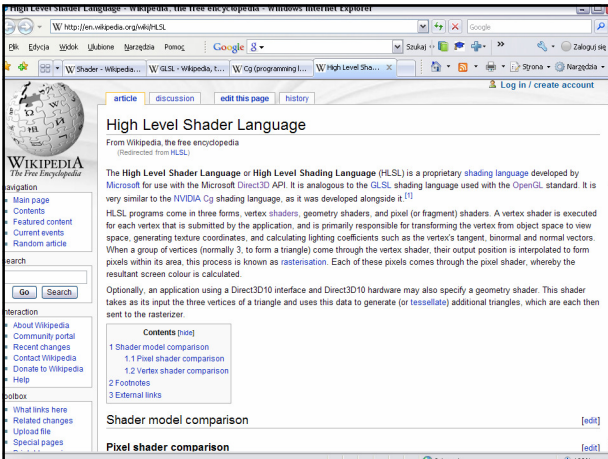 High Level Shader Language - Wikipedia, the free encyclopedia - Windows Internet Explorer
W http://en.wikipedia.org/wiki/HLSL
Google
Plik Edycja Widok Ulubione Narzędzia Pomoc
Google
Szukaj
Zaloguj się
W Shader - Wikipedia...
W GLSL - Wikipedia, t...
W Cg (programming l...
W High Level Sha...
Strona
Narzędzia
Log in / create account
article discussion edit this page history
WIKIPEDIA
The Free Encyclopedia
navigation
Main page
Contents
Featured content
Current events
Random article
search
Go Search
interaction
About Wikipedia
Community portal
Recent changes
Contact Wikipedia
Donate to Wikipedia
Help
toolbox
What links here
Related changes
Upload file
Special pages
High Level Shader Language
From Wikipedia, the free encyclopedia
(Redirected from HLSL)
The High Level Shader Language or High Level Shading Language (HLSL) is a proprietary shading language developed by
Microsoft for use with the Microsoft Direct3D API. It is analogous to the GLSL shading language used with the OpenGL standard. It is
very similar to the NVIDIA Cg shading language, as it was developed alongside it.[1]
HLSL programs come in three forms, vertex shaders, geometry shaders, and pixel (or fragment) shaders. A vertex shader is executed
for each vertex that is submitted by the application, and is primarily responsible for transforming the vertex from object space to view
space, generating texture coordinates, and calculating lighting coefficients such as the vertex's tangent, binormal and normal vectors.
When a group of vertices (normally 3, to form a triangle) come through the vertex shader, their output position is interpolated to form
pixels within its area, this process is known as rasterisation. Each of these pixels comes through the pixel shader, whereby the
resultant screen colour is calculated.
Optionally, an application using a Direct3D10 interface and Direct3D10 hardware may also specify a geometry shader. This shader
takes as its input the three vertices of a triangle and uses this data to generate (or tessellate) additional triangles, which are each then
sent to the rasterizer.
Contents [hide]
1 Shader model comparison
1.1 Pixel shader comparison
1.2 Vertex shader comparison
2 Footnotes
3 External links
Shader model comparison [edit]
Pixel shader comparison [edit]